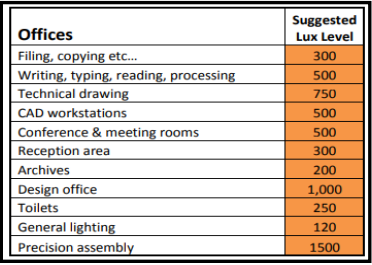 Offices Suggested Lux Level
Filing, copying etc... 300
Writing, typing, reading, processing 500
Technical drawing 750
CAD workstations 500
Conference & meeting rooms 500
Reception area 300
Archives 200
Design office 1,000
Toilets 250
General lighting 120
Precision assembly 1500